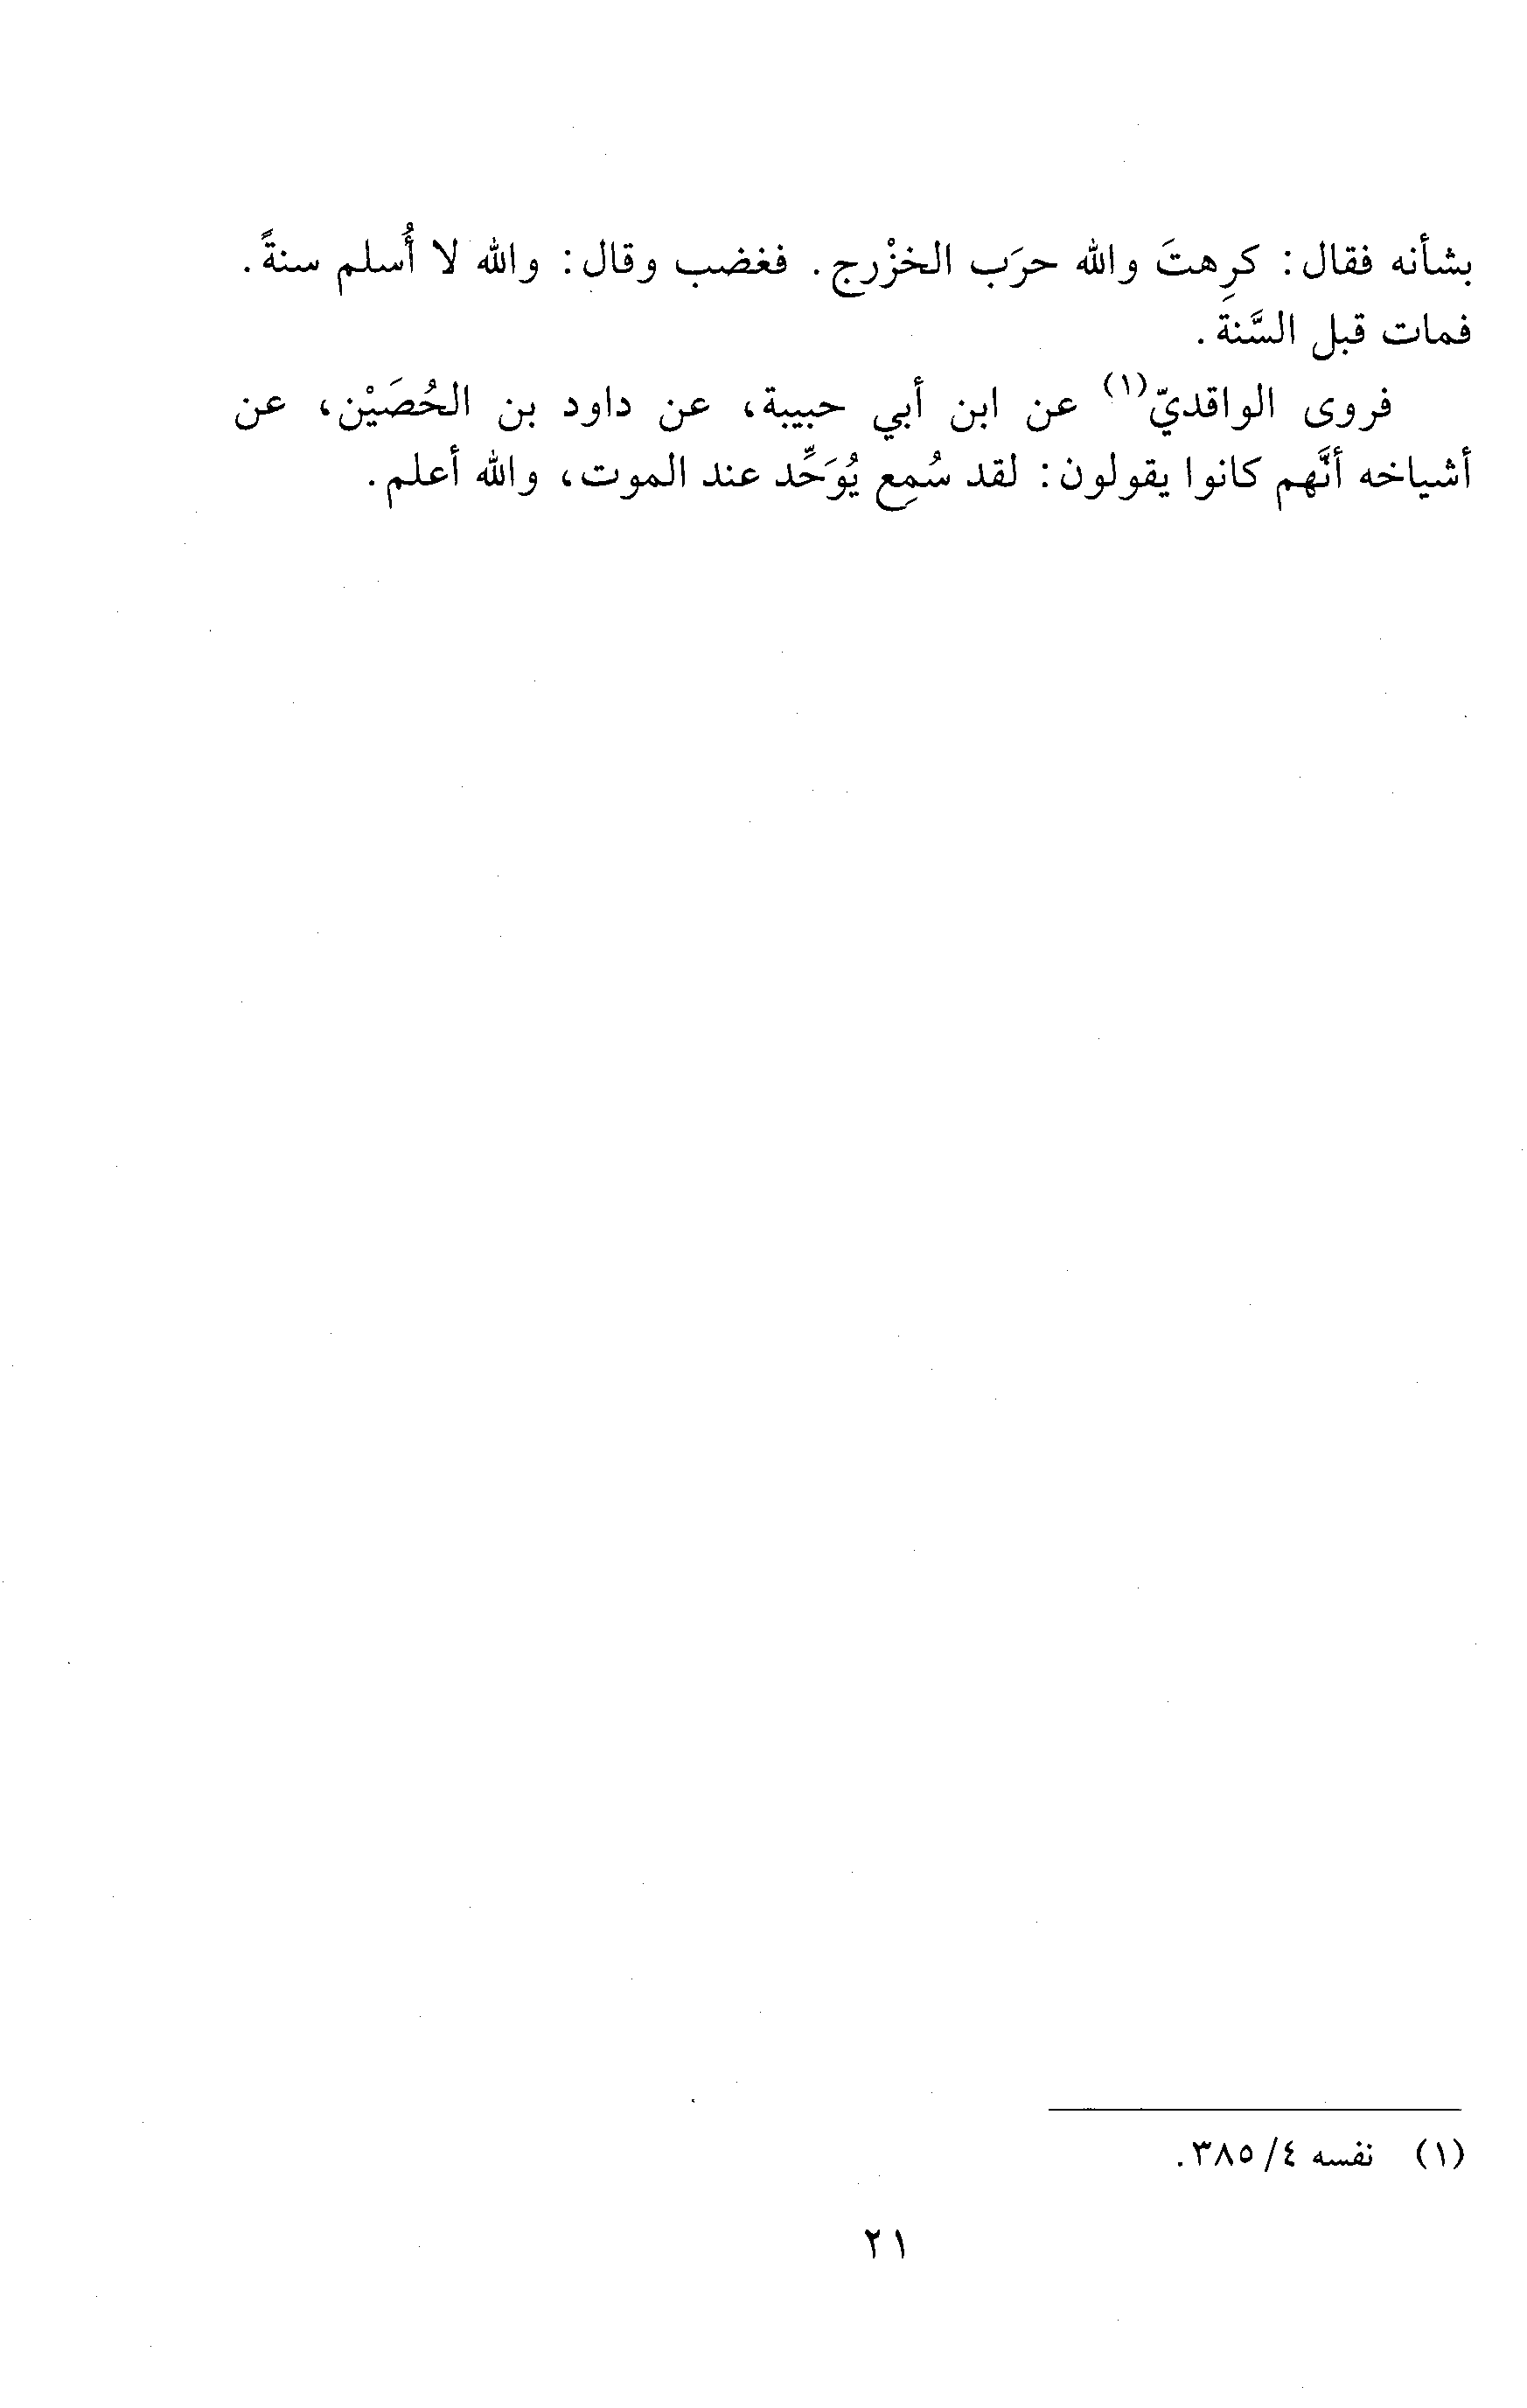 بشأنه فقال: كرِهتَ والله حرَب الخزْرج. فغضب وقال: والله لا أُسلم سنةً.
فمات قبل السَّنة.
فروى الواقديّ(١) عن ابن أبي حبيبة، عن داود بن الحُصَيْن، عن
أشياخه أنَّهم كانوا يقولون: لقد سُمِع يُوَحِّد عند الموت، والله أعلم.
(١) نفسه ٤/ ٣٨٥.
٢١